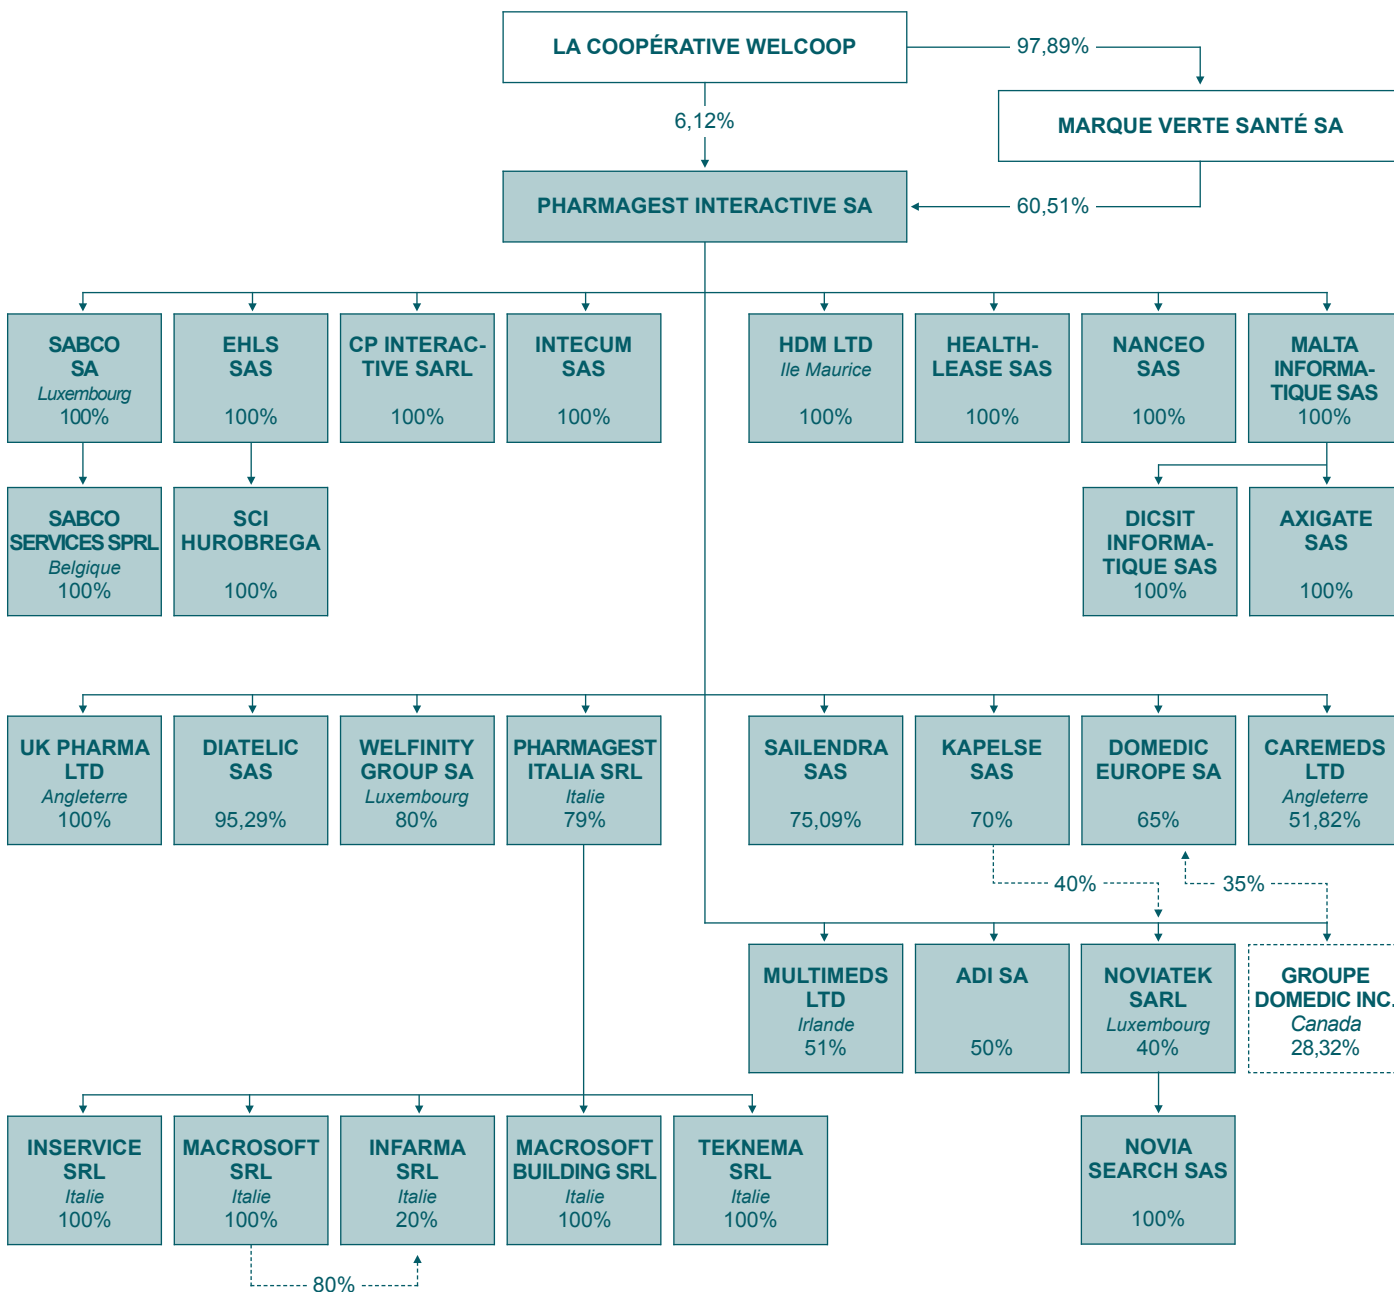 LA COOPÉRATIVE WELCOOP
97,89%
6,12%
MARQUE VERTE SANTÉ SA
PHARMAGEST INTERACTIVE SA
60,51%
SABCO
SA
Luxembourg
100%
EHLS
SAS
100%
CP INTERAC-
TIVE SARL
100%
INTECUM
SAS
100%
HDM LTD
Ile Maurice
100%
HEALTH-
LEASE SAS
100%
NANCEO
SAS
100%
MALTA
INFORMA-
TIQUE SAS
100%
SABCO
SERVICES SPRL
Belgique
100%
SCI
HUROBREGA
100%
DICSIT
INFORMA-
TIQUE SAS
100%
AXIGATE
SAS
100%
UK PHARMA
LTD
Angleterre
100%
DIATELIC
SAS
95,29%
WELFINITY
GROUP SA
Luxembourg
80%
PHARMAGEST
ITALIA SRL
Italie
79%
SAILENDRA
SAS
75,09%
KAPELSE
SAS
70%
DOMEDIC
EUROPE SA
65%
CAREMEDS
LTD
Angleterre
51,82%
40%
35%
MULTIMEDS
LTD
Irlande
51%
ADI SA
50%
NOVIATEK
SARL
Luxembourg
40%
GROUPE
DOMEDIC INC.
Canada
28,32%
INSERVICE
SRL
Italie
100%
MACROSOFT
SRL
Italie
100%
INFARMA
SRL
Italie
20%
MACROSOFT
BUILDING SRL
Italie
100%
TEKNEMA
SRL
Italie
100%
NOVIA
SEARCH SAS
100%
80%